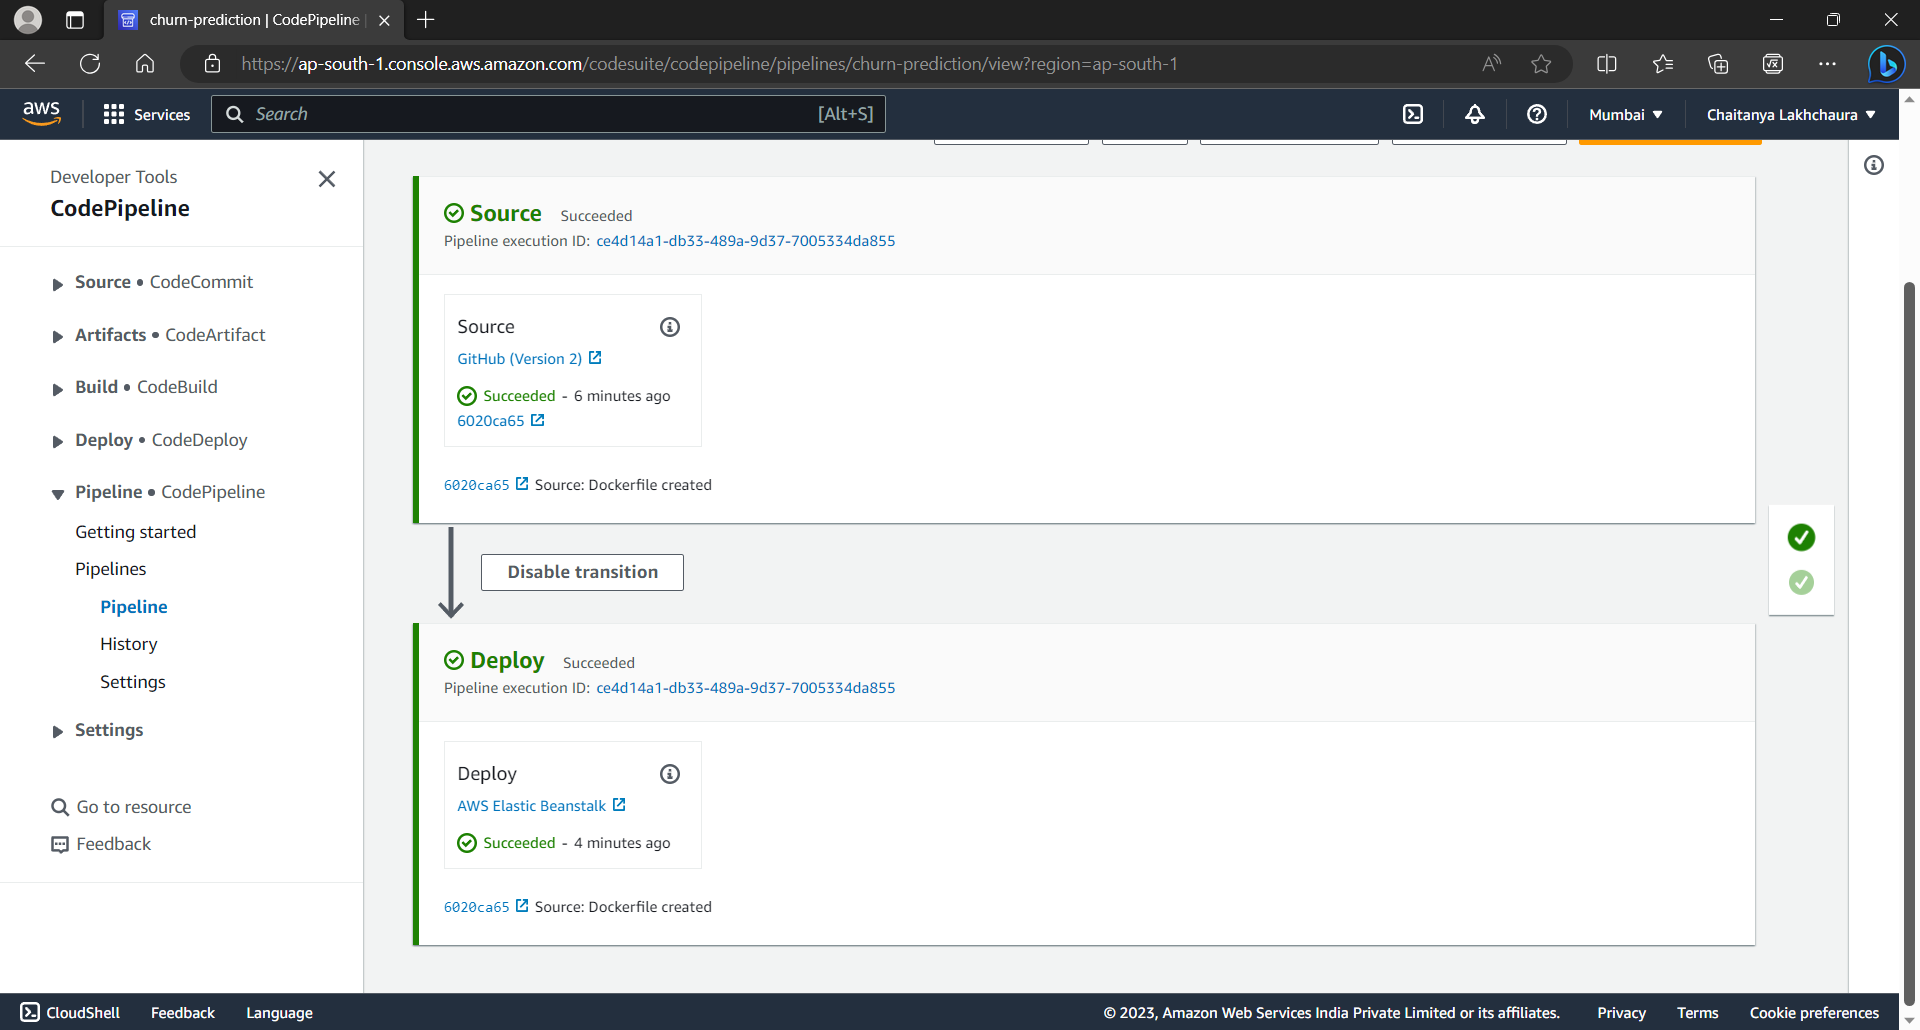 churn-prediction | CodePipeline
https://ap-south-1.console.aws.amazon.com/codesuite/codepipeline/pipelines/churn-prediction/view?region=ap-south-1
aws
Services
Search
[Alt+S]
Mumbai
Chaitanya Lakhchaura
Developer Tools
CodePipeline
Source • CodeCommit
Artifacts • CodeArtifact
Build • CodeBuild
Deploy • CodeDeploy
Pipeline • CodePipeline
Getting started
Pipelines
Pipeline
History
Settings
Settings
Go to resource
Feedback
Source Succeeded
Pipeline execution ID: ce4d14a1-db33-489a-9d37-7005334da855
Source
GitHub (Version 2)
Succeeded - 6 minutes ago
6020ca65
6020ca65 Source: Dockerfile created
Disable transition
Deploy Succeeded
Pipeline execution ID: ce4d14a1-db33-489a-9d37-7005334da855
Deploy
AWS Elastic Beanstalk
Succeeded - 4 minutes ago
6020ca65 Source: Dockerfile created
CloudShell
Feedback
Language
© 2023, Amazon Web Services India Private Limited or its affiliates.
Privacy
Terms
Cookie preferences